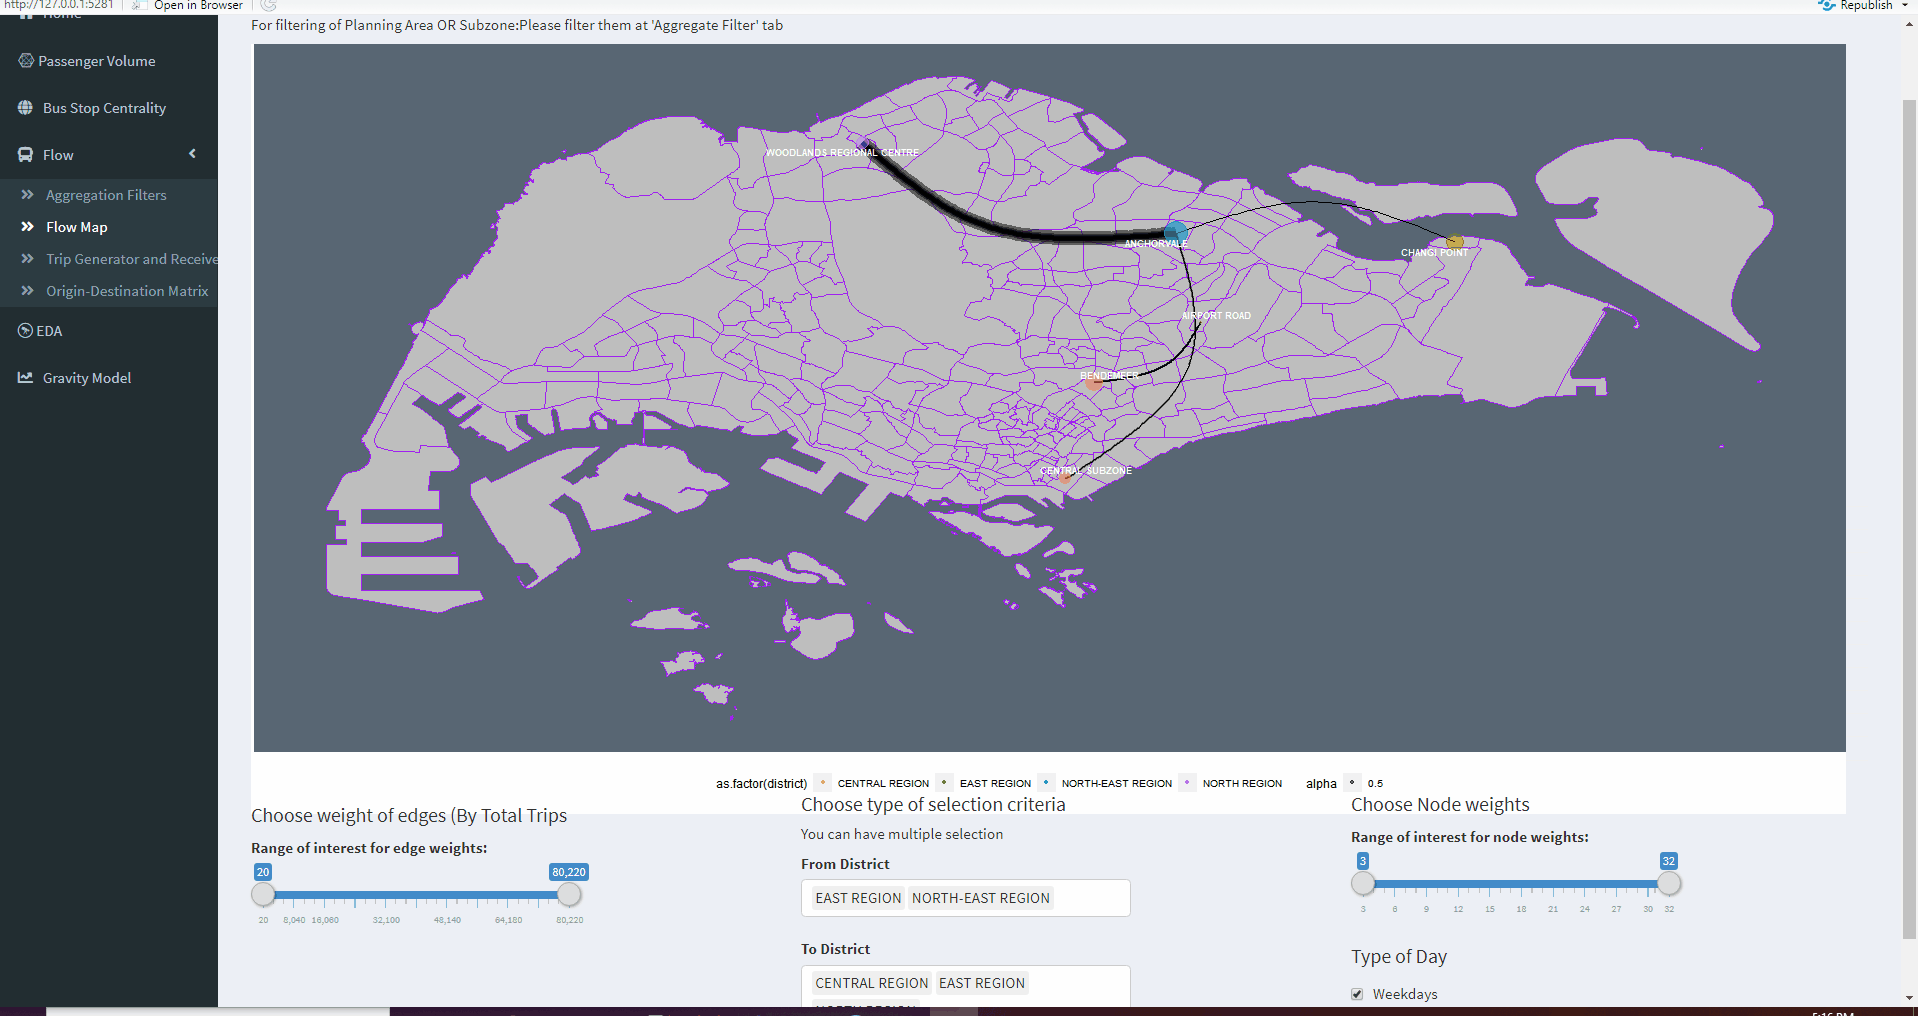 http://127.0.0.1:5281 Open in Browser Republish
Home
Passenger Volume
Bus Stop Centrality
Flow
Aggregation Filters
Flow Map
Trip Generator and Receive
Origin-Destination Matrix
EDA
Gravity Model
For filtering of Planning Area OR Subzone:Please filter them at 'Aggregate Filter' tab
WOODLANDS REGIONAL CENTRE
ANCHORVALE
CHANGI POINT
AIRPORT ROAD
BENDEMEER
CENTRAL SUBZONE
as.factor(district) CENTRAL REGION EAST REGION NORTH-EAST REGION NORTH REGION alpha 0.5
Choose weight of edges (By Total Trips
Range of interest for edge weights:
20 80,220
20 8,040 16,060 32,100 48,140 64,180 80,220
Choose type of selection criteria
You can have multiple selection
From District
EAST REGION NORTH-EAST REGION
To District
CENTRAL REGION EAST REGION
NORTH REGION
Choose Node weights
Range of interest for node weights:
3 32
3 6 9 12 15 18 21 24 27 30 32
Type of Day
Weekdays
5:16 PM